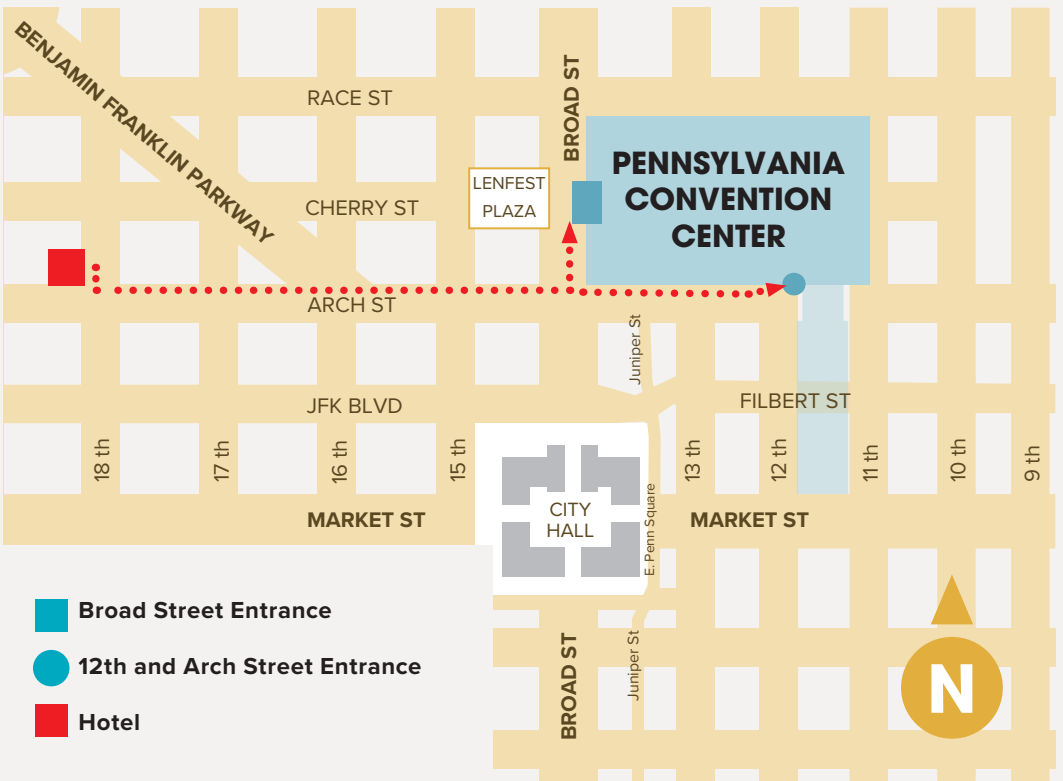 BENJAMIN FRANKLIN PARKWAY
BROAD ST
RACE ST
PENNSYLVANIA
CONVENTION
CENTER
LENFEST
PLAZA
CHERRY ST
ARCH ST
Juniper St
JFK BLVD
FILBERT ST
18 th
17 th
16 th
15 th
13 th
12 th
11 th
10 th
9 th
MARKET ST
CITY
HALL
E. Penn Square
MARKET ST
Broad Street Entrance
12th and Arch Street Entrance
Hotel
BROAD ST
Juniper St
N